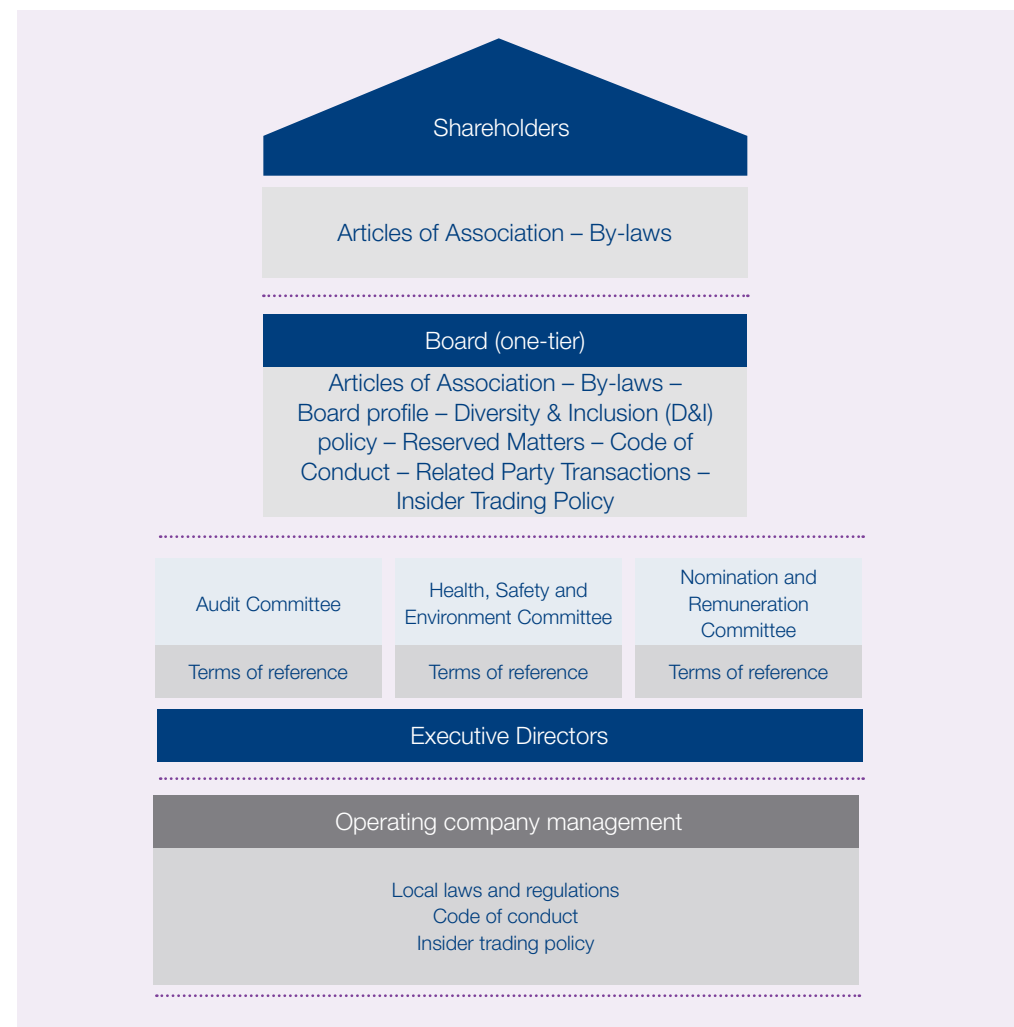 Shareholders
Articles of Association – By-laws
Board (one-tier)
Articles of Association – By-laws –
Board profile – Diversity & Inclusion (D&I)
policy – Reserved Matters – Code of
Conduct – Related Party Transactions –
Insider Trading Policy
Audit Committee
Terms of reference
Health, Safety and
Environment Committee
Terms of reference
Nomination and
Remuneration
Committee
Terms of reference
Executive Directors
Operating company management
Local laws and regulations
Code of conduct
Insider trading policy